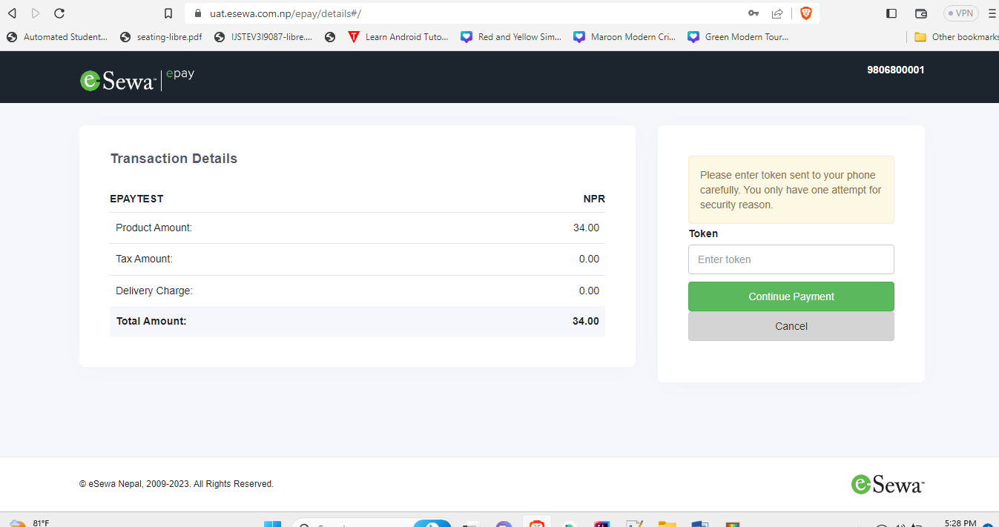 uat.esewa.com.np/epay/details#/
VPN
Automated Student...
seating-libre.pdf
IJSTEV3I9087-libre....
Learn Android Tuto...
Red and Yellow Sim...
Maroon Modern Cri...
Green Modern Tour...
Other bookmarks
eSewa™ | epay
9806800001
Transaction Details
EPAYTEST NPR
Product Amount: 34.00
Tax Amount: 0.00
Delivery Charge: 0.00
Total Amount: 34.00
Please enter token sent to your phone
carefully. You only have one attempt for
security reason.
Token
Enter token
Continue Payment
Cancel
© eSewa Nepal, 2009-2023. All Rights Reserved.
eSewa™
81°F
5:28 PM